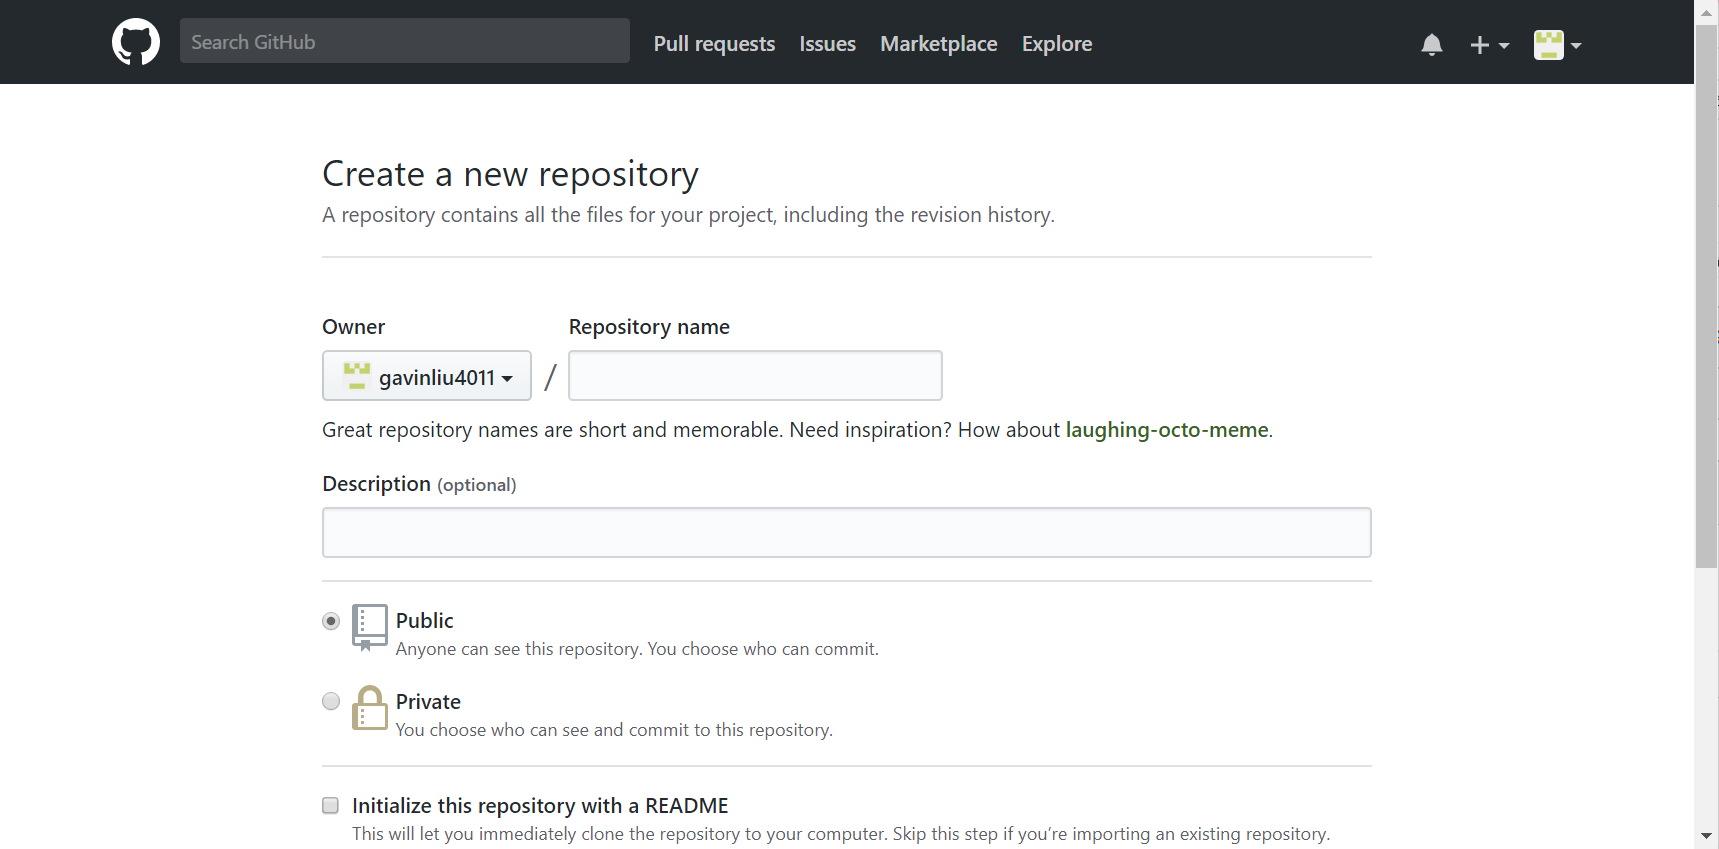 Search GitHub
Pull requests Issues Marketplace Explore
Create a new repository
A repository contains all the files for your project, including the revision history.
Owner Repository name
gavinliu4011 /
Great repository names are short and memorable. Need inspiration? How about laughing-octo-meme.
Description (optional)
Public
Anyone can see this repository. You choose who can commit.
Private
You choose who can see and commit to this repository.
Initialize this repository with a README
This will let you immediately clone the repository to your computer. Skip this step if you’re importing an existing repository.